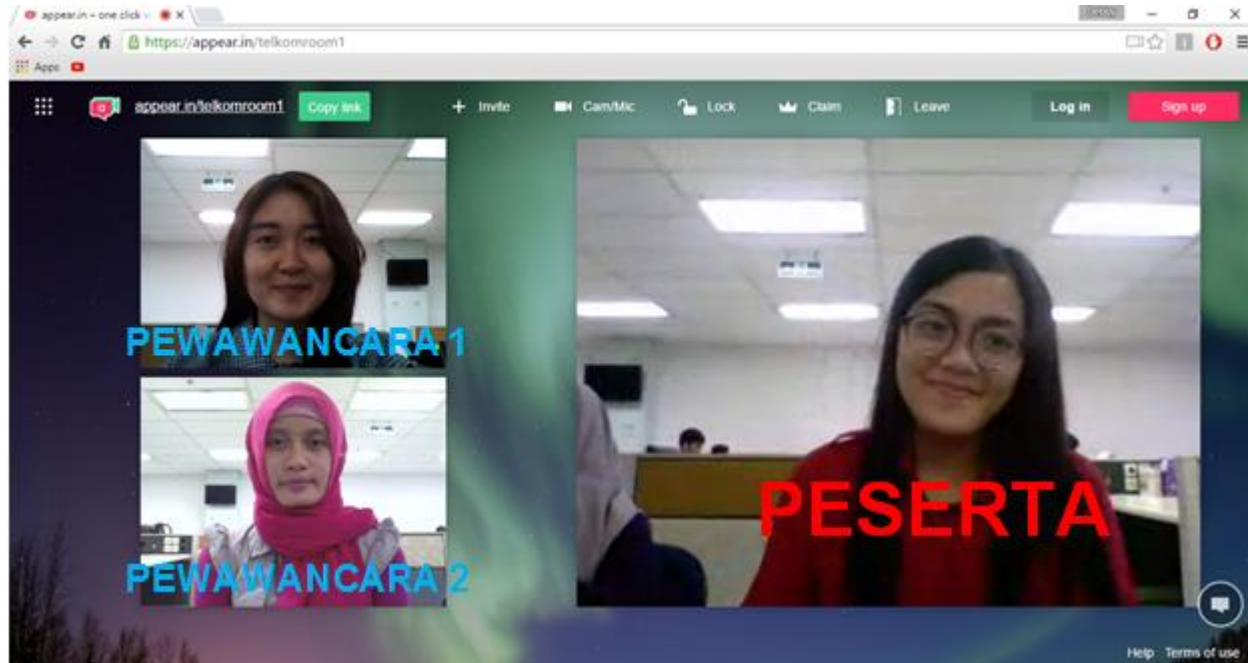 appear.in – one click
https://appear.in/telkomroom1
Apps
appear.in/telkomroom1
Copy link
Invite
Cam/Mic
Lock
Claim
Leave
Log in
Sign up
PEWAWANCARA 1
PEWAWANCARA 2
PESERTA
Help
Terms of use